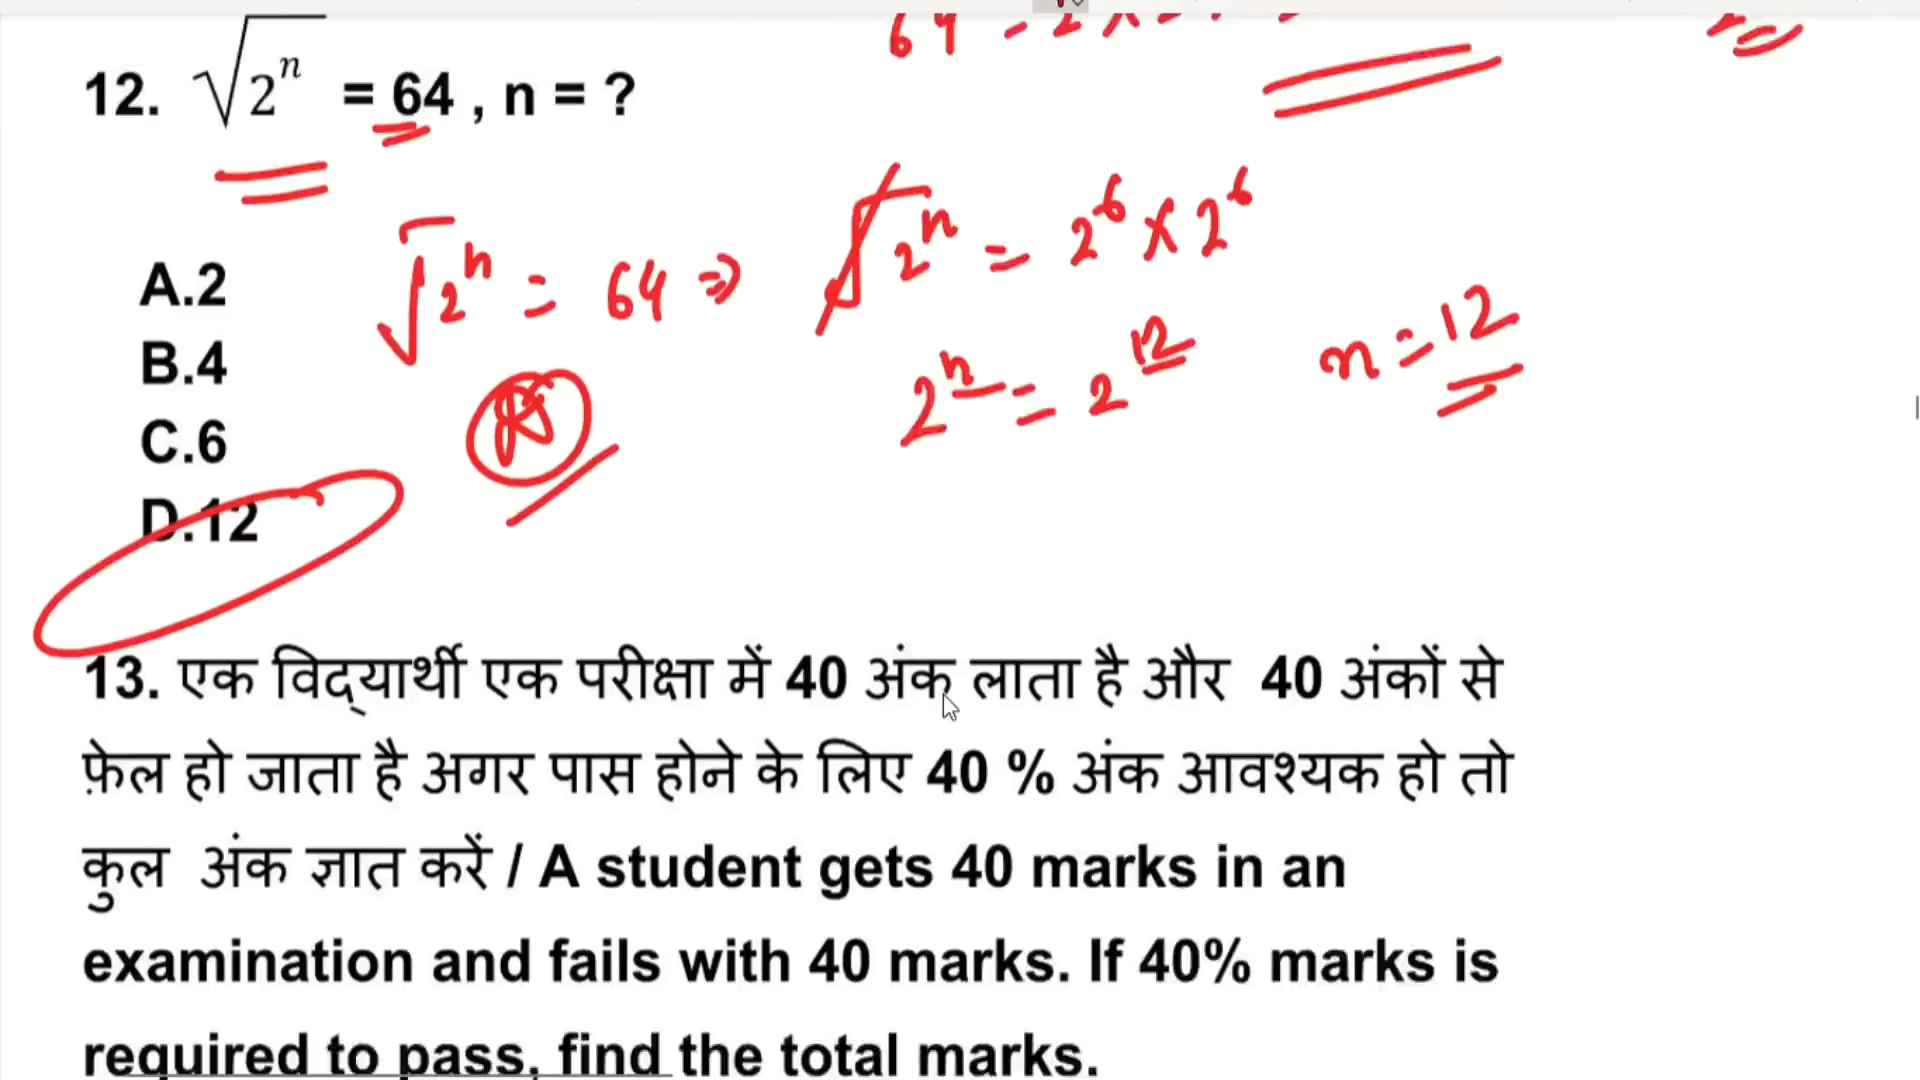 12. √2ⁿ = 64 , n = ?
√2ⁿ = 64 ⇒ √2ⁿ = 2⁶ × 2⁶
2ⁿ = 2¹² n = 12
A.2
B.4
C.6
D.12
13. एक विद्यार्थी एक परीक्षा में 40 अंक लाता है और 40 अंकों से
फ़ेल हो जाता है अगर पास होने के लिए 40 % अंक आवश्यक हो तो
कुल अंक ज्ञात करें / A student gets 40 marks in an
examination and fails with 40 marks. If 40% marks is
required to pass, find the total marks.